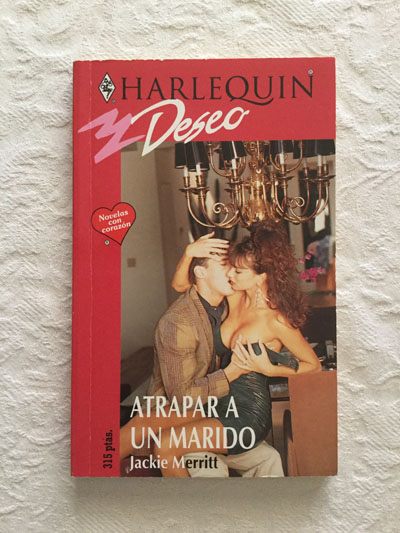 HARLEQUIN
Deseo
Novelas
con
corazón
ATRAPAR A
UN MARIDO
Jackie Merritt
315 ptas.